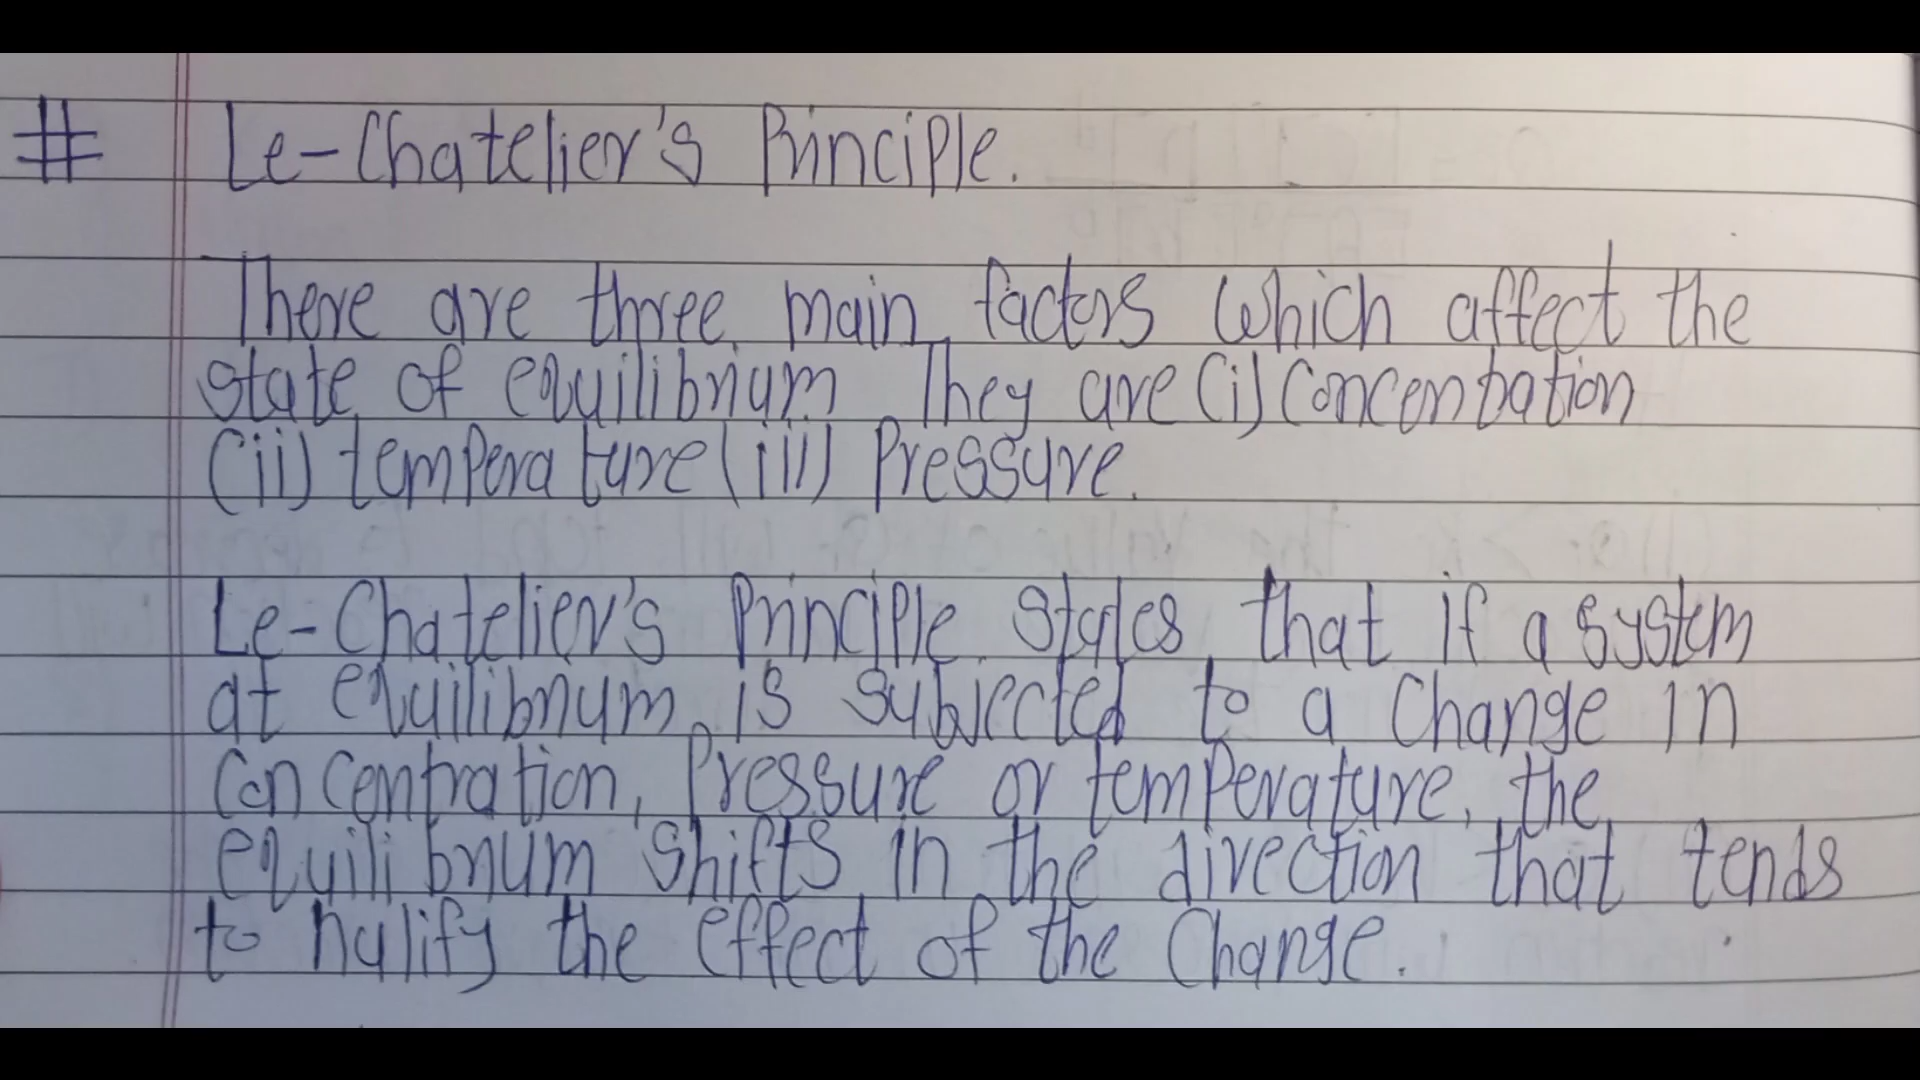 # Le-Chatelier's Principle.
There are three main factors which affect the
state of equilibrium They are (i) Concentration
(ii) temperature (iii) Pressure.
Le-Chatelier's Principle States that if a system
at equilibrium is subjected to a Change in
Concentration, Pressure or temperature, the
equilibrium shifts in the direction that tends
to nulify the effect of the Change.